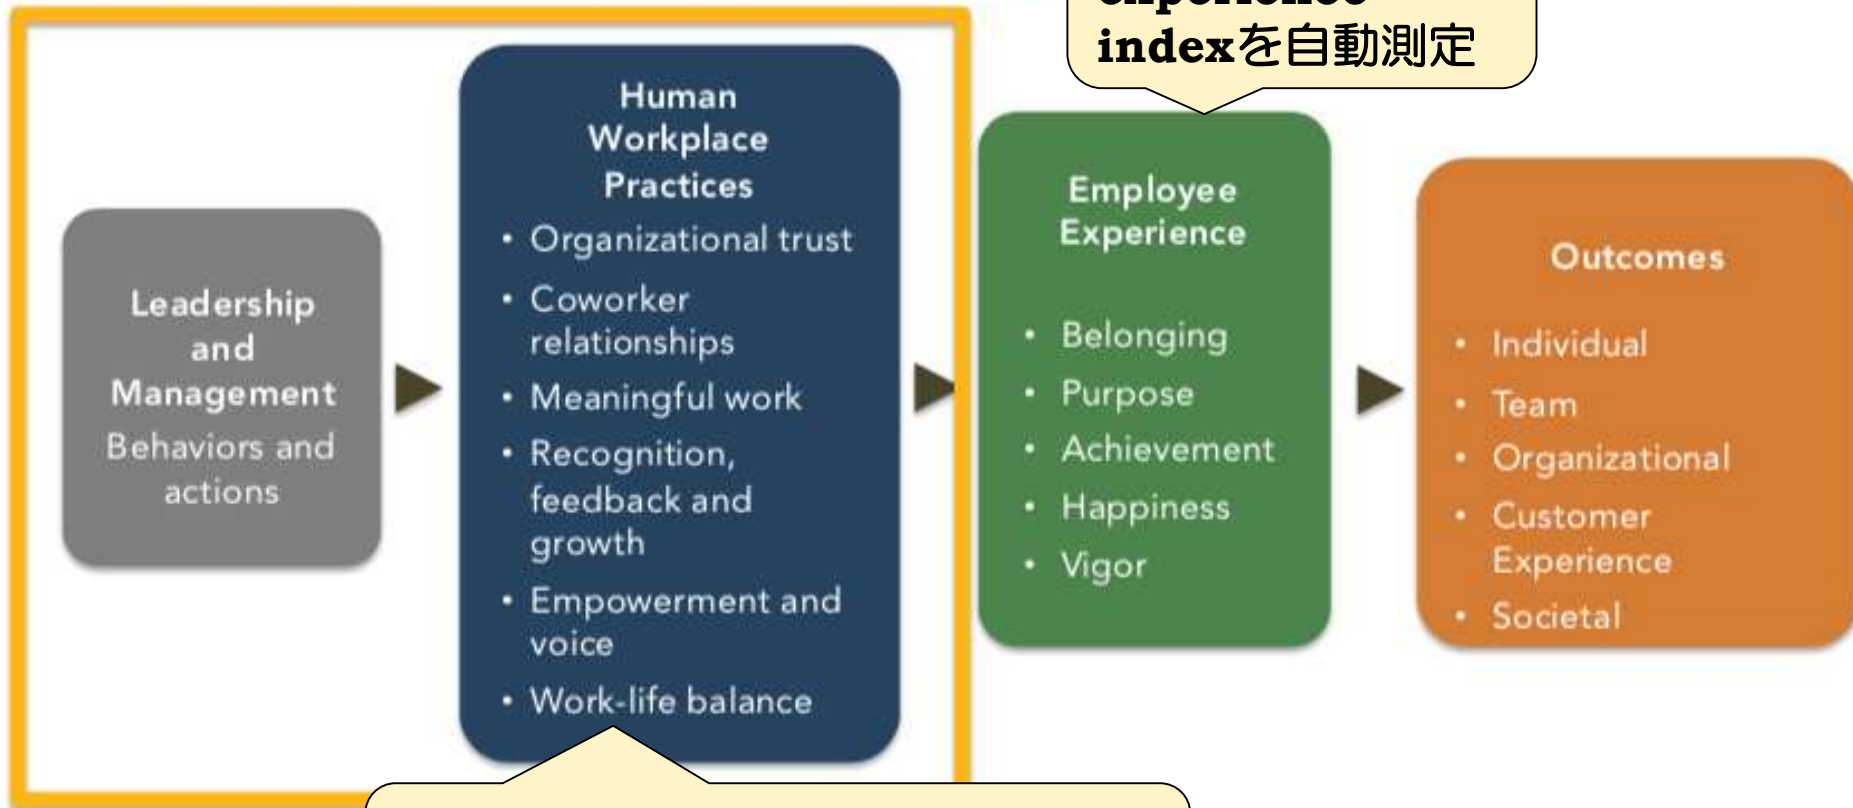 indexを自動測定
Human
Workplace
Practices
• Organizational trust
• Coworker
relationships
• Meaningful work
• Recognition,
feedback and
growth
• Empowerment and
voice
• Work-life balance
Leadership
and
Management
Behaviors and
actions
Employee
Experience
• Belonging
• Purpose
• Achievement
• Happiness
• Vigor
Outcomes
• Individual
• Team
• Organizational
• Customer
Experience
• Societal